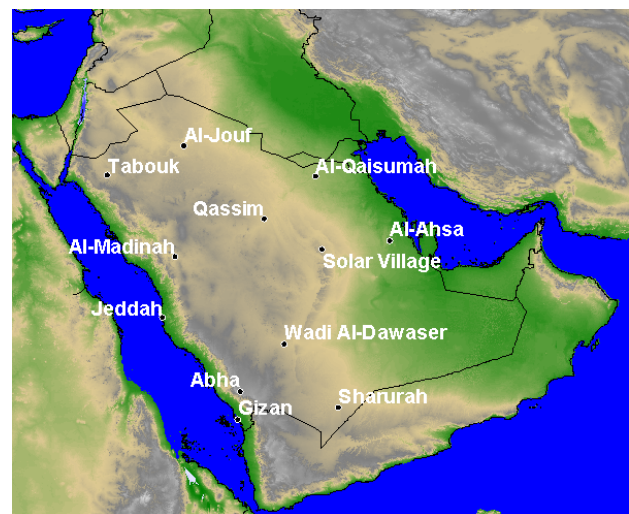 Al-Jouf
Tabouk
Al-Qaisumah
Qassim
Al-Ahsa
Al-Madinah
Solar Village
Jeddah
Wadi Al-Dawaser
Abha
Sharurah
Gizan